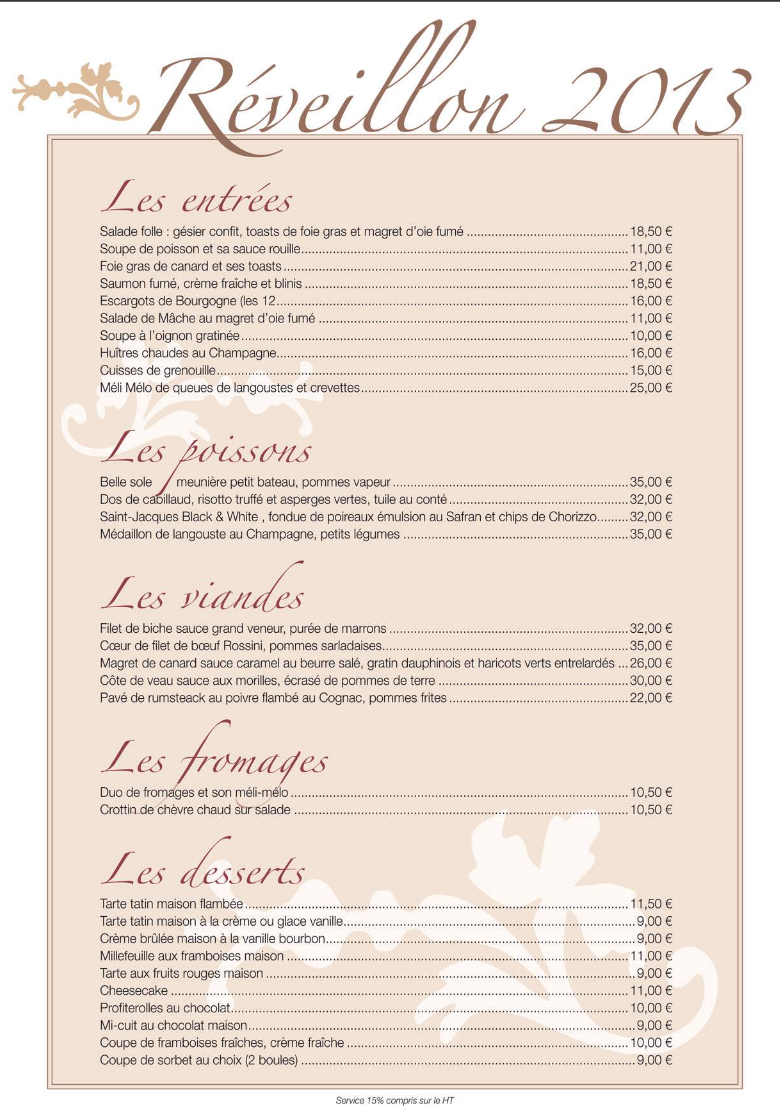 Réveillon 2013
Les entrées
Salade folle : gésier confit, toasts de foie gras et magret d'oie fumé ........ 18,50 €
Soupe de poisson et sa sauce rouille........ 11,00 €
Foie gras de canard et ses toasts ........ 21,00 €
Saumon fumé, crème fraîche et blinis ........ 18,50 €
Escargots de Bourgogne (les 12........ 16,00 €
Salade de Mâche au magret d'oie fumé ........ 11,00 €
Soupe à l'oignon gratinée ........ 10,00 €
Huîtres chaudes au Champagne........ 16,00 €
Cuisses de grenouille........ 15,00 €
Méli Mélo de queues de langoustes et crevettes........ 25,00 €
Les poissons
Belle sole meunière petit bateau, pommes vapeur ........ 35,00 €
Dos de cabillaud, risotto truffé et asperges vertes, tuile au conté ........ 32,00 €
Saint-Jacques Black & White , fondue de poireaux émulsion au Safran et chips de Chorizzo........ 32,00 €
Médaillon de langouste au Champagne, petits légumes ........ 35,00 €
Les viandes
Filet de biche sauce grand veneur, purée de marrons ........ 32,00 €
Cœur de filet de bœuf Rossini, pommes sarladaises........ 35,00 €
Magret de canard sauce caramel au beurre salé, gratin dauphinois et haricots verts entrelardés ... 26,00 €
Côte de veau sauce aux morilles, écrasé de pommes de terre ........ 30,00 €
Pavé de rumsteack au poivre flambé au Cognac, pommes frites ........ 22,00 €
Les fromages
Duo de fromages et son méli-mélo ........ 10,50 €
Crottin de chèvre chaud sur salade ........ 10,50 €
Les desserts
Tarte tatin maison flambée ........ 11,50 €
Tarte tatin maison à la crème ou glace vanille........ 9,00 €
Crème brûlée maison à la vanille bourbon........ 9,00 €
Millefeuille aux framboises maison ........ 11,00 €
Tarte aux fruits rouges maison ........ 9,00 €
Cheesecake ........ 11,00 €
Profiterolles au chocolat........ 10,00 €
Mi-cuit au chocolat maison........ 9,00 €
Coupe de framboises fraîches, crème fraîche ........ 10,00 €
Coupe de sorbet au choix (2 boules) ........ 9,00 €
Service 15% compris sur le HT